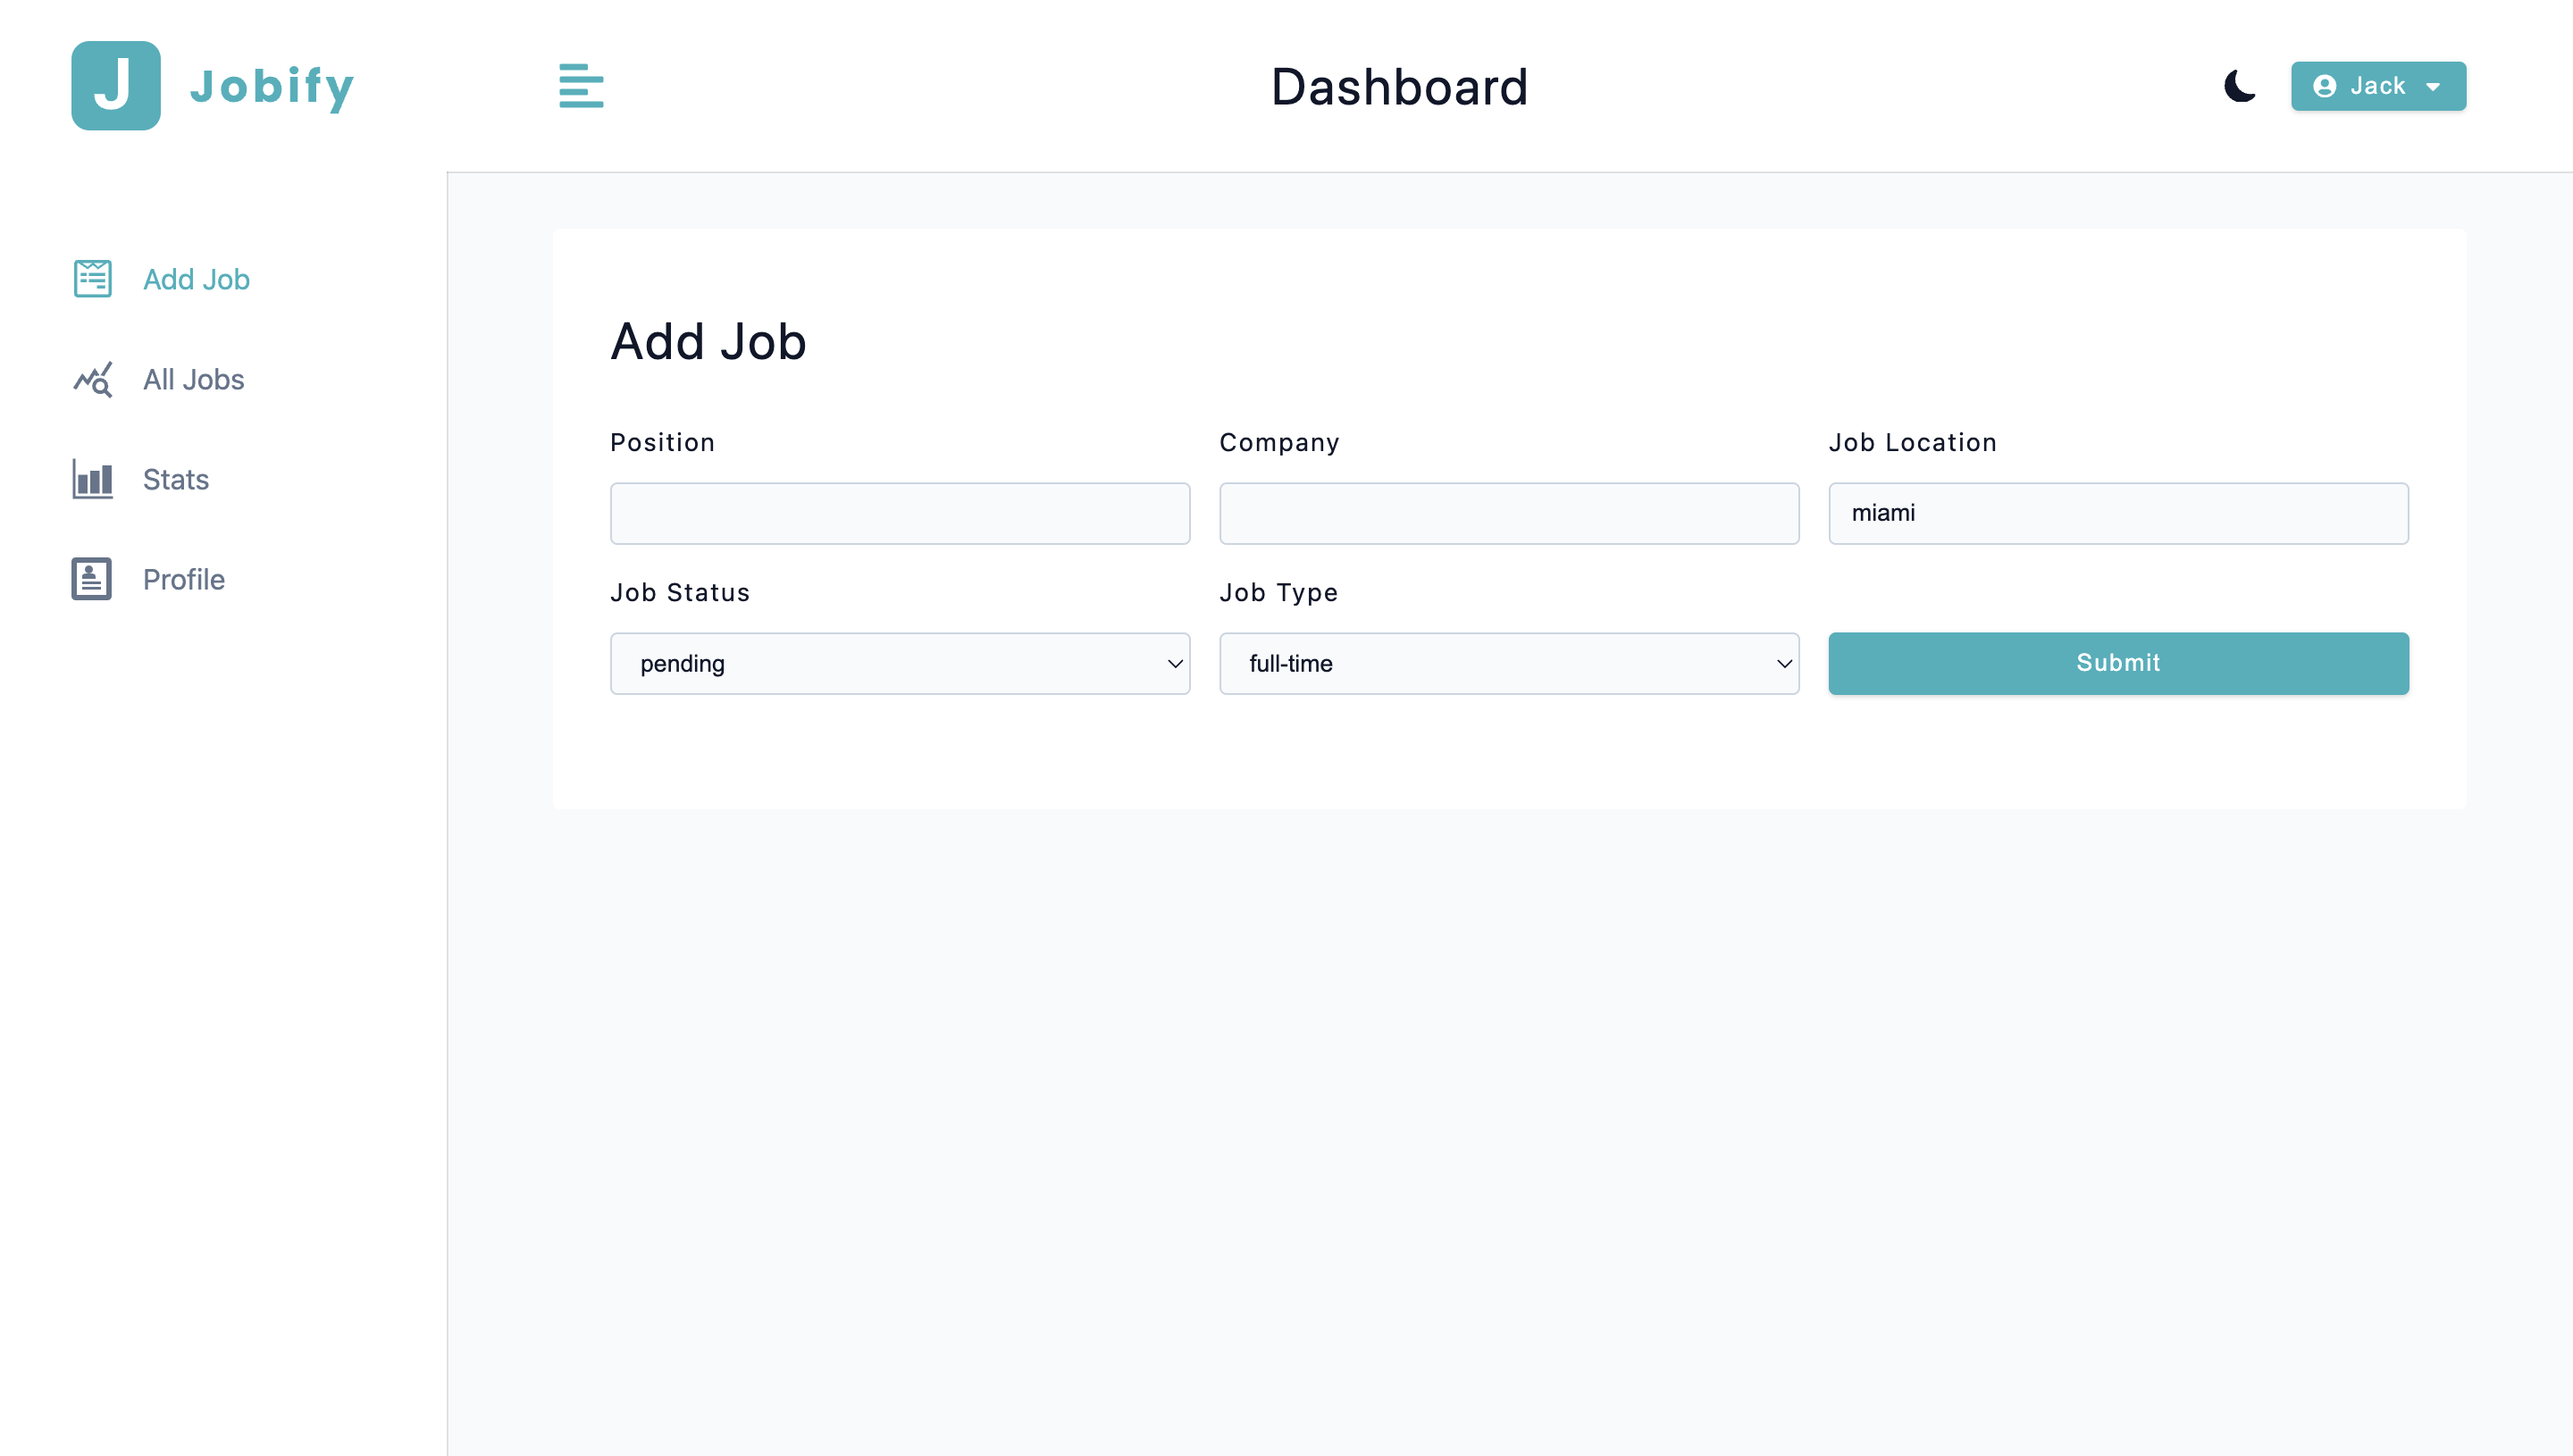 J Jobify
Dashboard
Jack
Add Job
All Jobs
Stats
Profile
Add Job
Position
Company
Job Location
miami
Job Status
Job Type
pending
full-time
Submit